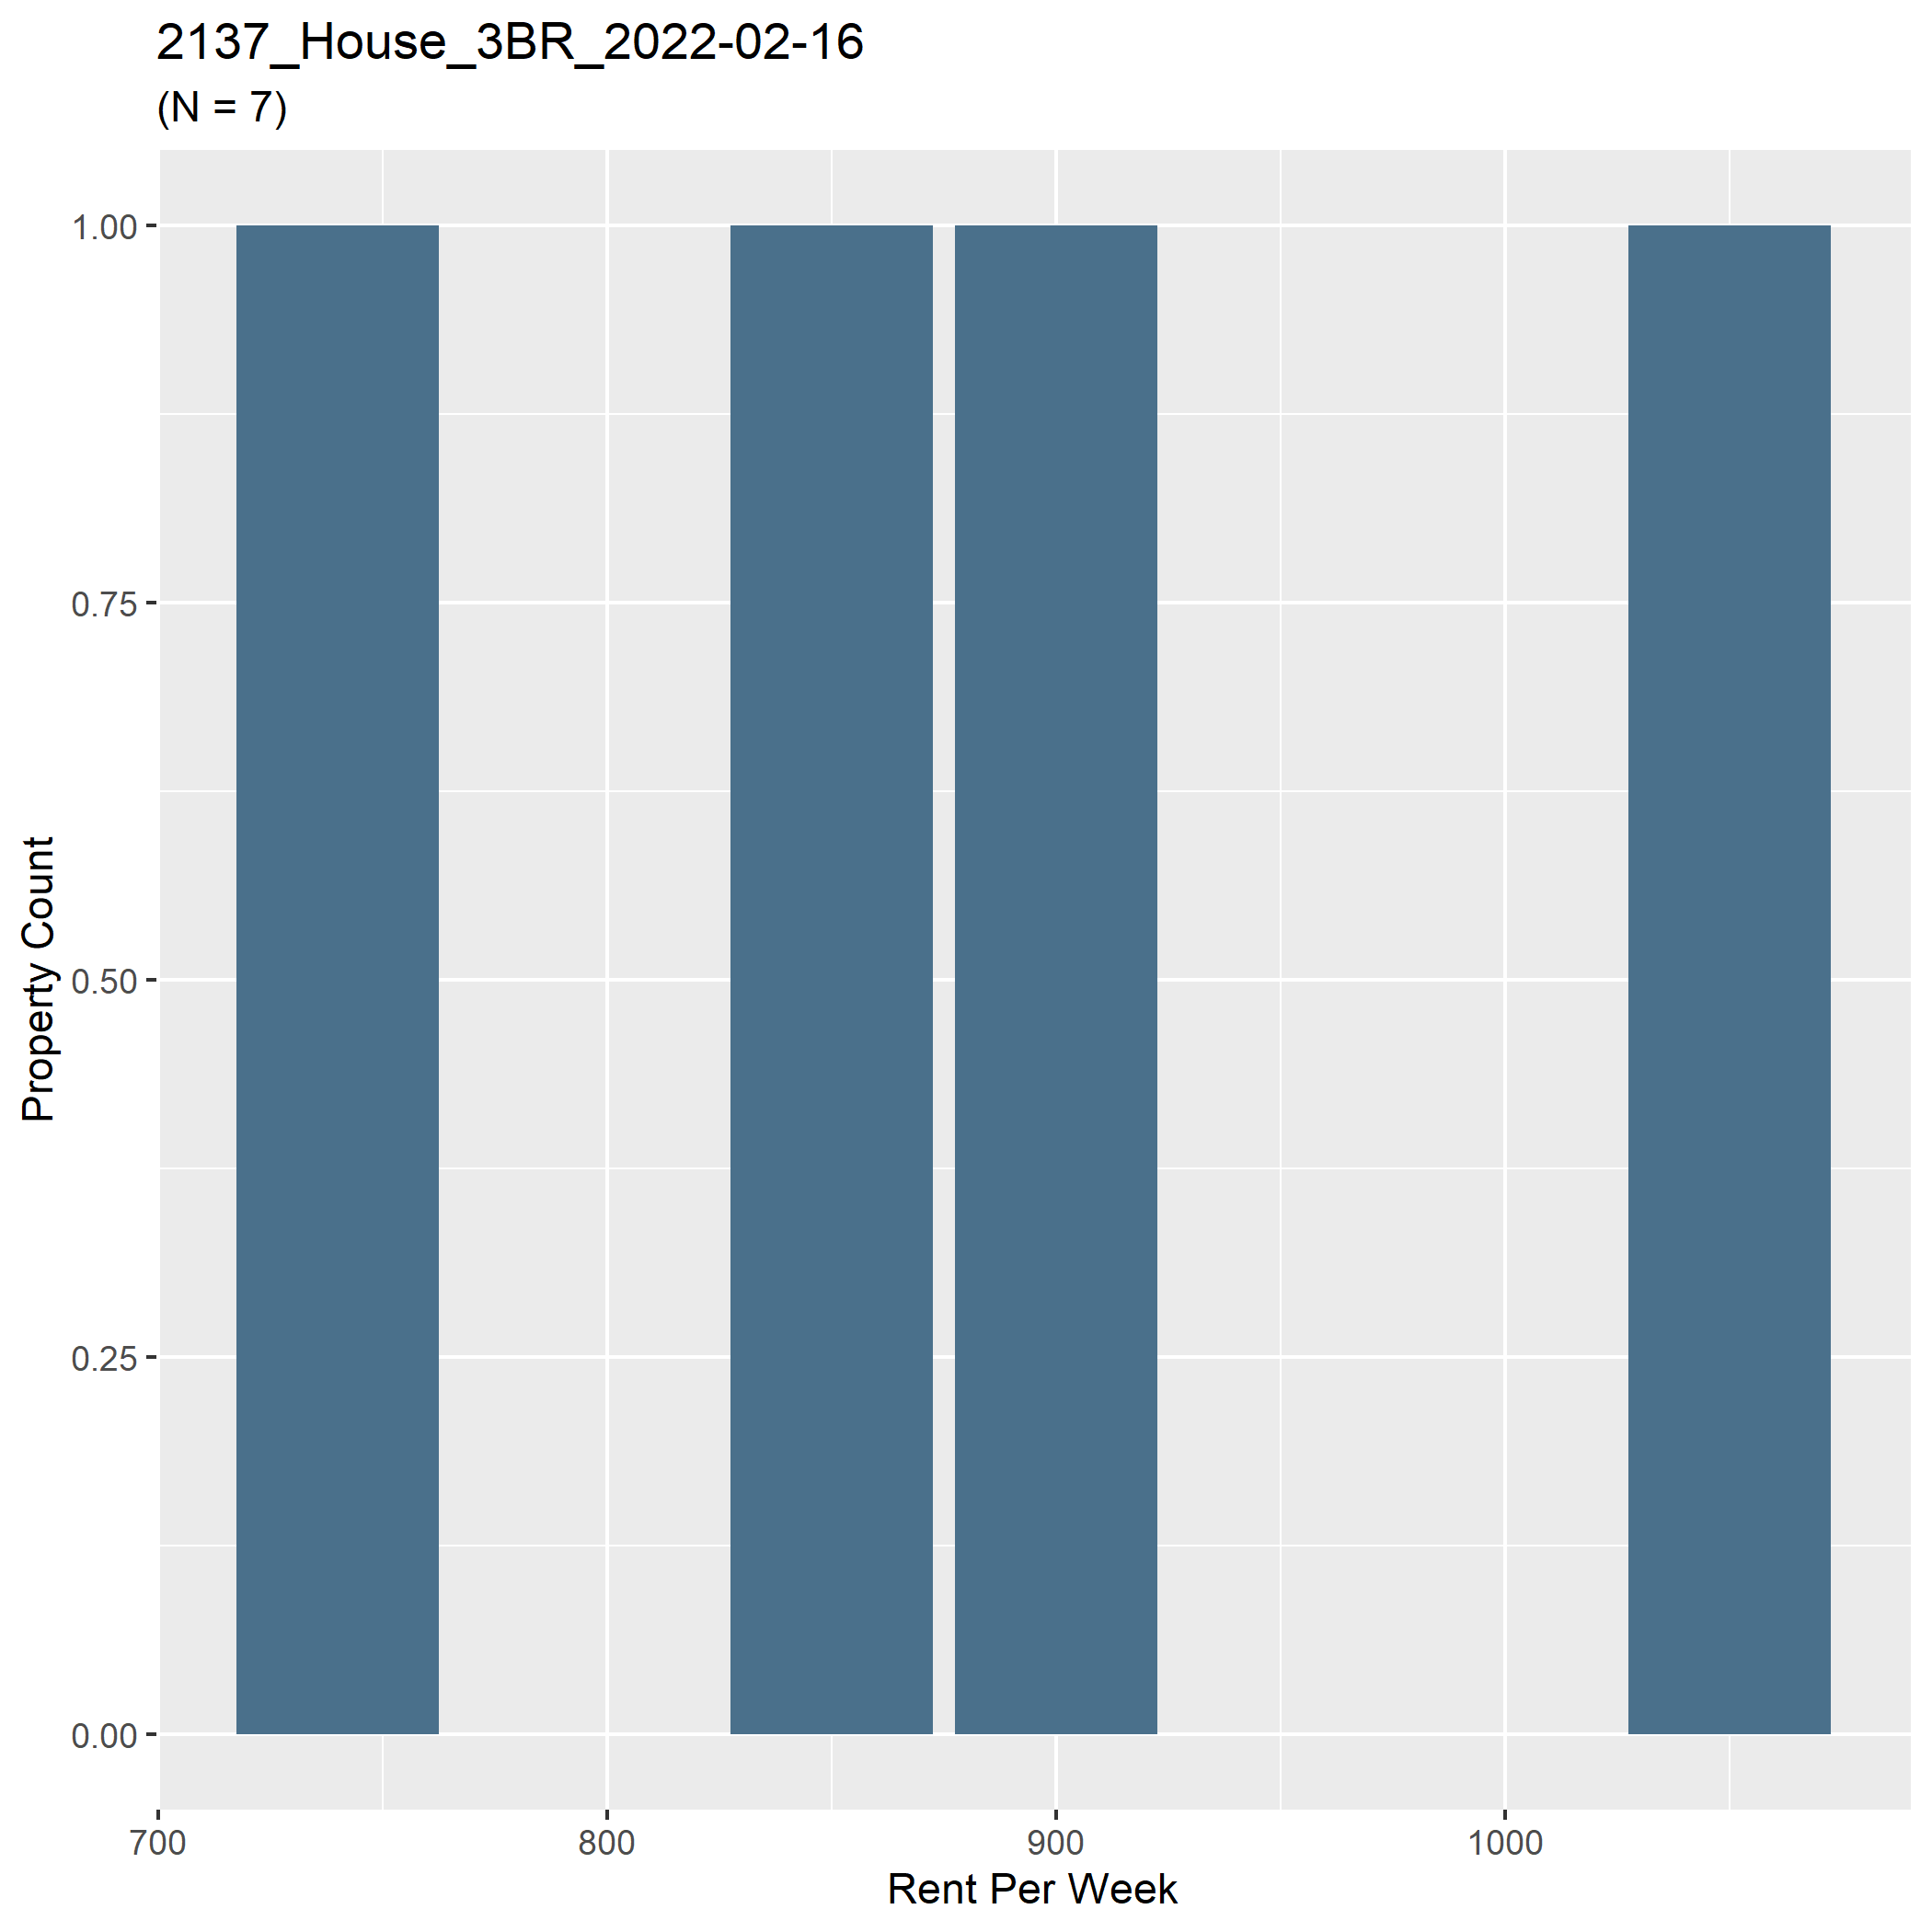 2137_House_3BR_2022-02-16
(N = 7)
1.00
0.75
0.50
0.25
0.00
Property Count
700
800
900
1000
Rent Per Week